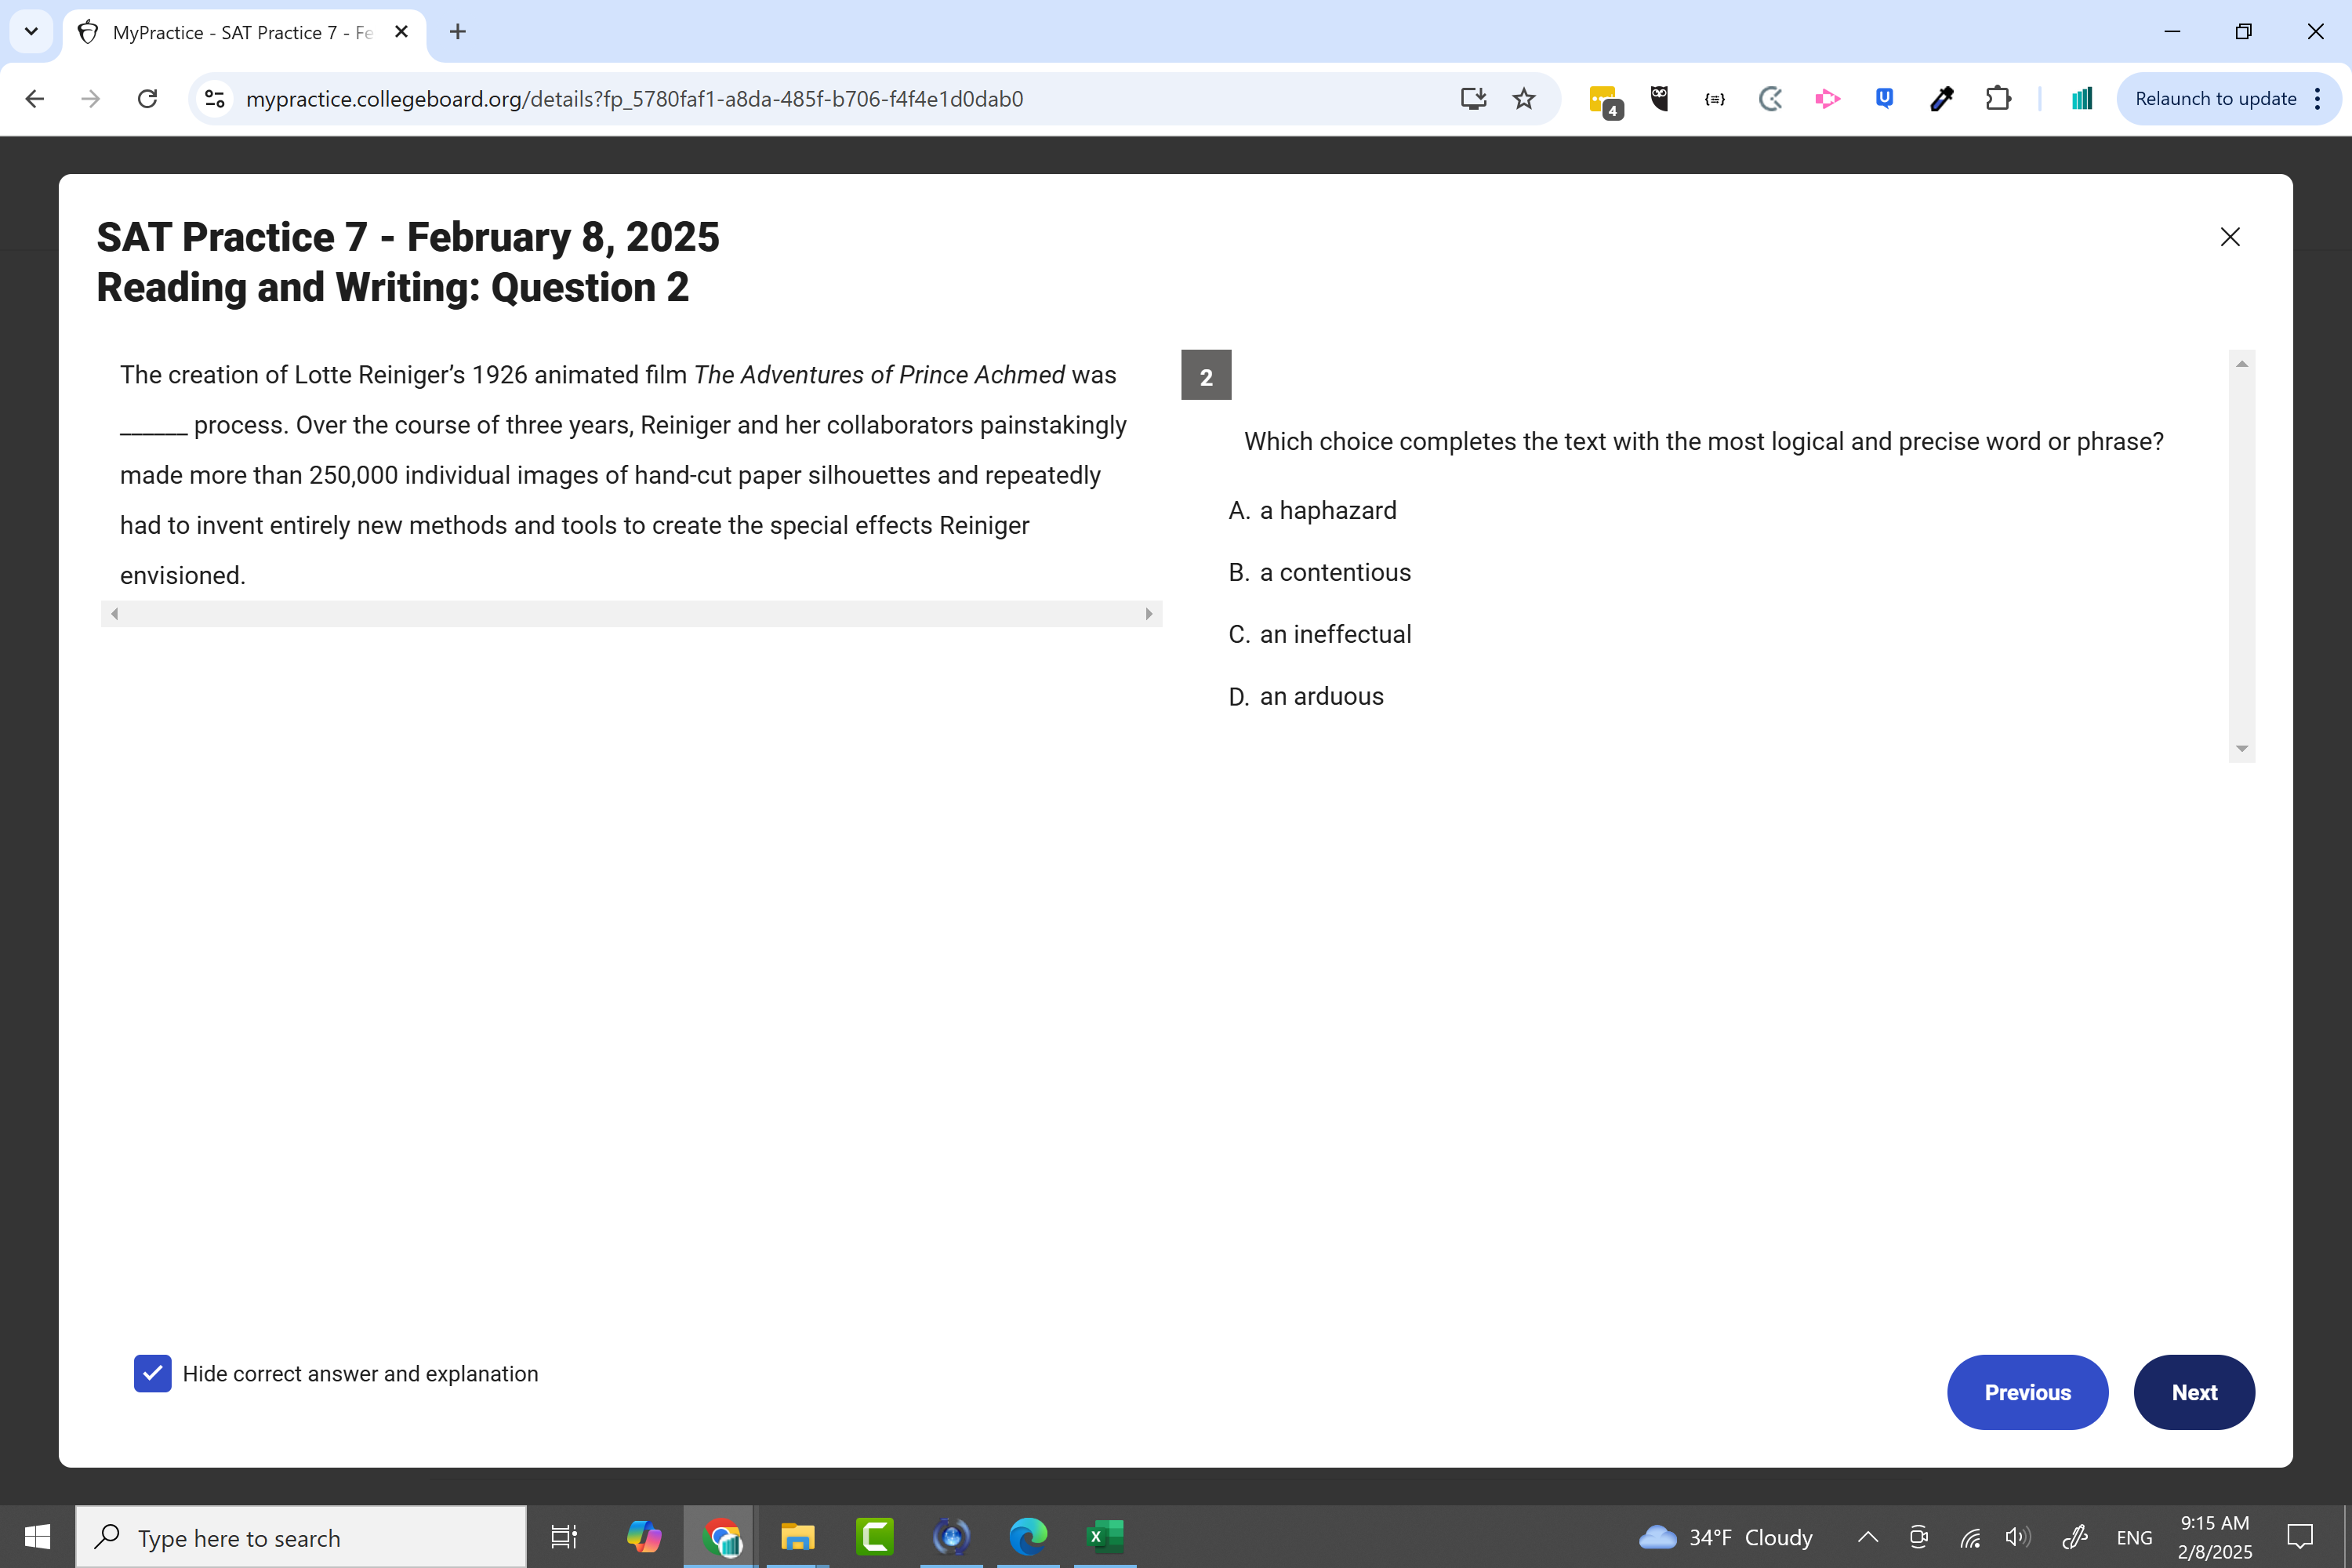 MyPractice - SAT Practice 7 - Fe
mypractice.collegeboard.org/details?fp_5780faf1-a8da-485f-b706-f4f4e1d0dab0
4
Relaunch to update
SAT Practice 7 - February 8, 2025
Reading and Writing: Question 2
The creation of Lotte Reiniger’s 1926 animated film The Adventures of Prince Achmed was
______ process. Over the course of three years, Reiniger and her collaborators painstakingly
made more than 250,000 individual images of hand-cut paper silhouettes and repeatedly
had to invent entirely new methods and tools to create the special effects Reiniger
envisioned.
2
Which choice completes the text with the most logical and precise word or phrase?
A. a haphazard
B. a contentious
C. an ineffectual
D. an arduous
Hide correct answer and explanation
Previous
Next
Type here to search
34°F Cloudy
ENG
9:15 AM
2/8/2025